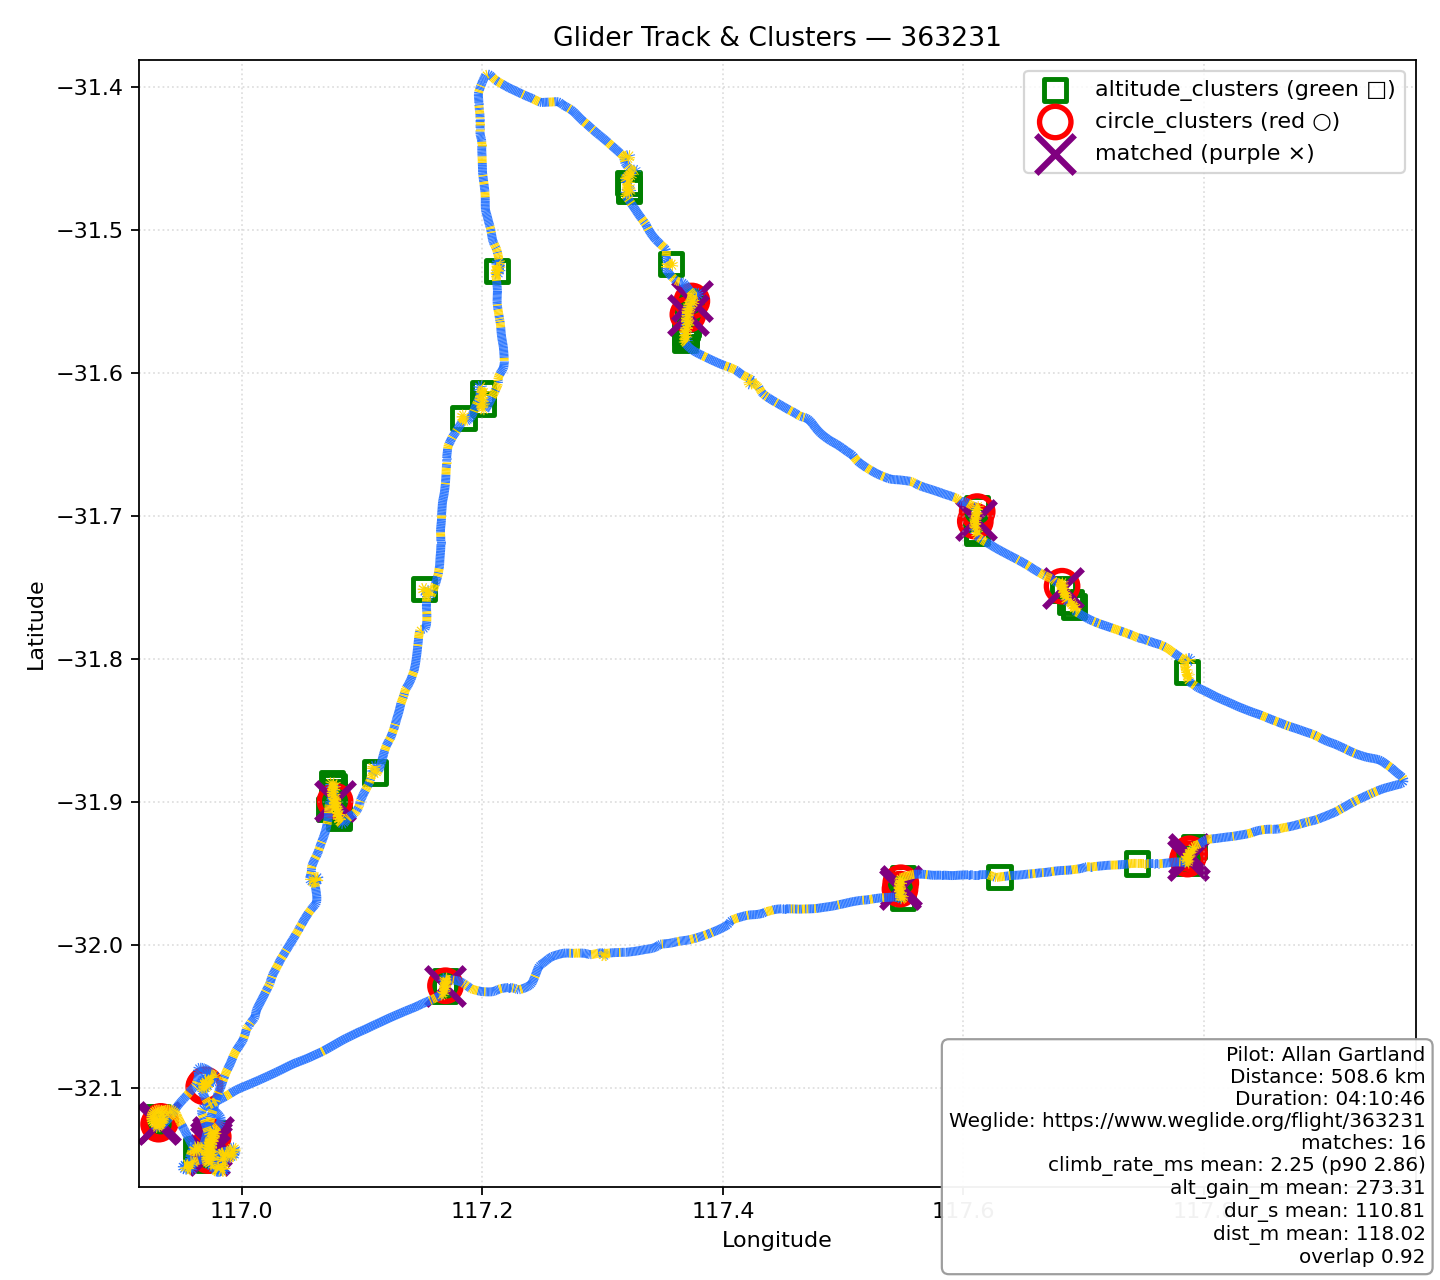 Glider Track & Clusters — 363231
altitude_clusters (green □)
circle_clusters (red ○)
matched (purple ×)
Latitude
−31.4
−31.5
−31.6
−31.7
−31.8
−31.9
−32.0
−32.1
117.0
117.2
117.4
117.6
Longitude
Pilot: Allan Gartland
Distance: 508.6 km
Duration: 04:10:46
Weglide: https://www.weglide.org/flight/363231
matches: 16
climb_rate_ms mean: 2.25 (p90 2.86)
alt_gain_m mean: 273.31
dur_s mean: 110.81
dist_m mean: 118.02
overlap 0.92